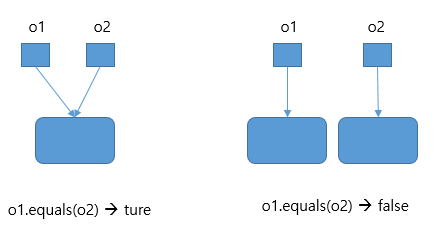 o1 o2 o1 o2
o1.equals(o2) → ture
o1.equals(o2) → false